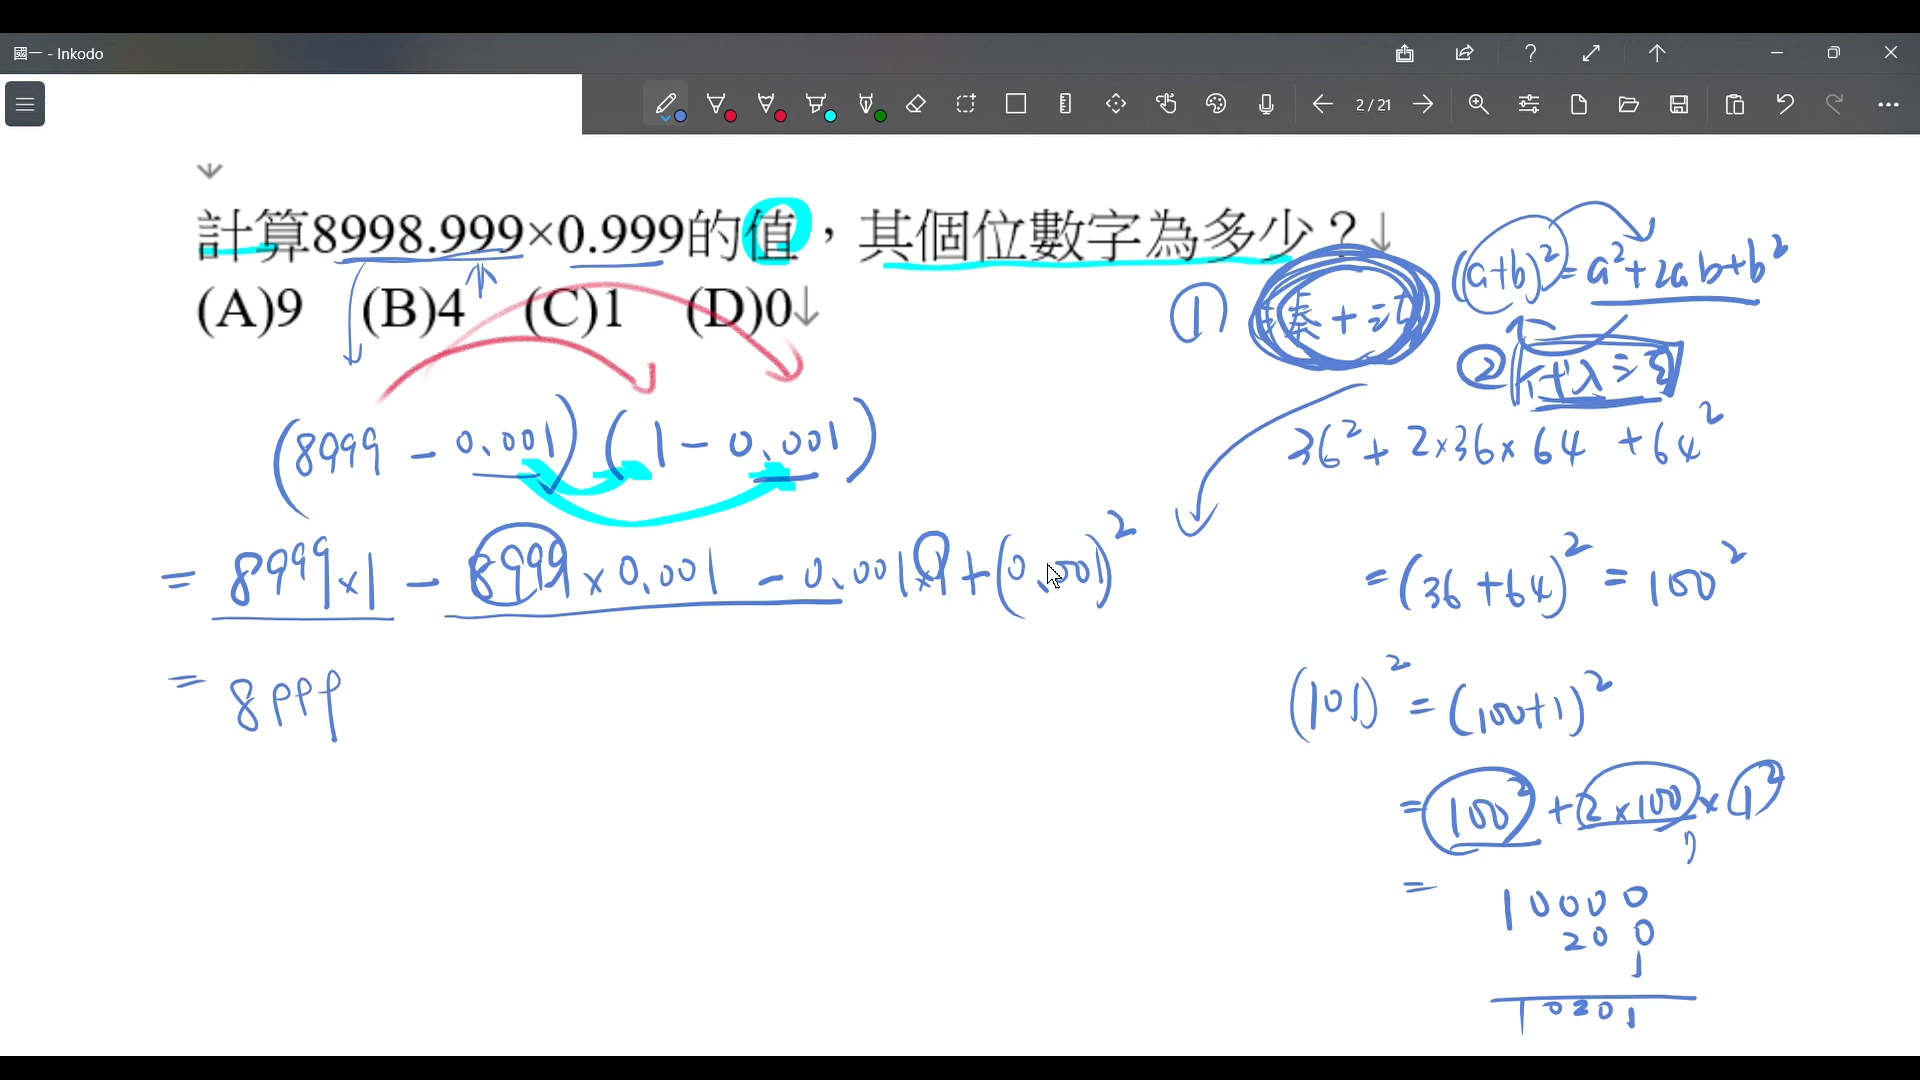 國一 - Inkodo
2 / 21
計算8998.999×0.999的值，其個位數字為多少？↓
(A)9 (B)4 (C)1 (D)0↓
①
(a+b)² = a²+2ab+b²
②
(8999 - 0.001) (1 - 0.001)
36² + 2×36×64 + 64²
= 8999×1 - 8999×0.001 - 0.001×1 + (0.001)²
= (36+64)² = 100²
= 8999
(101)² = (100+1)²
= 100² + 2×100×1²
= 10000
200
1
10201